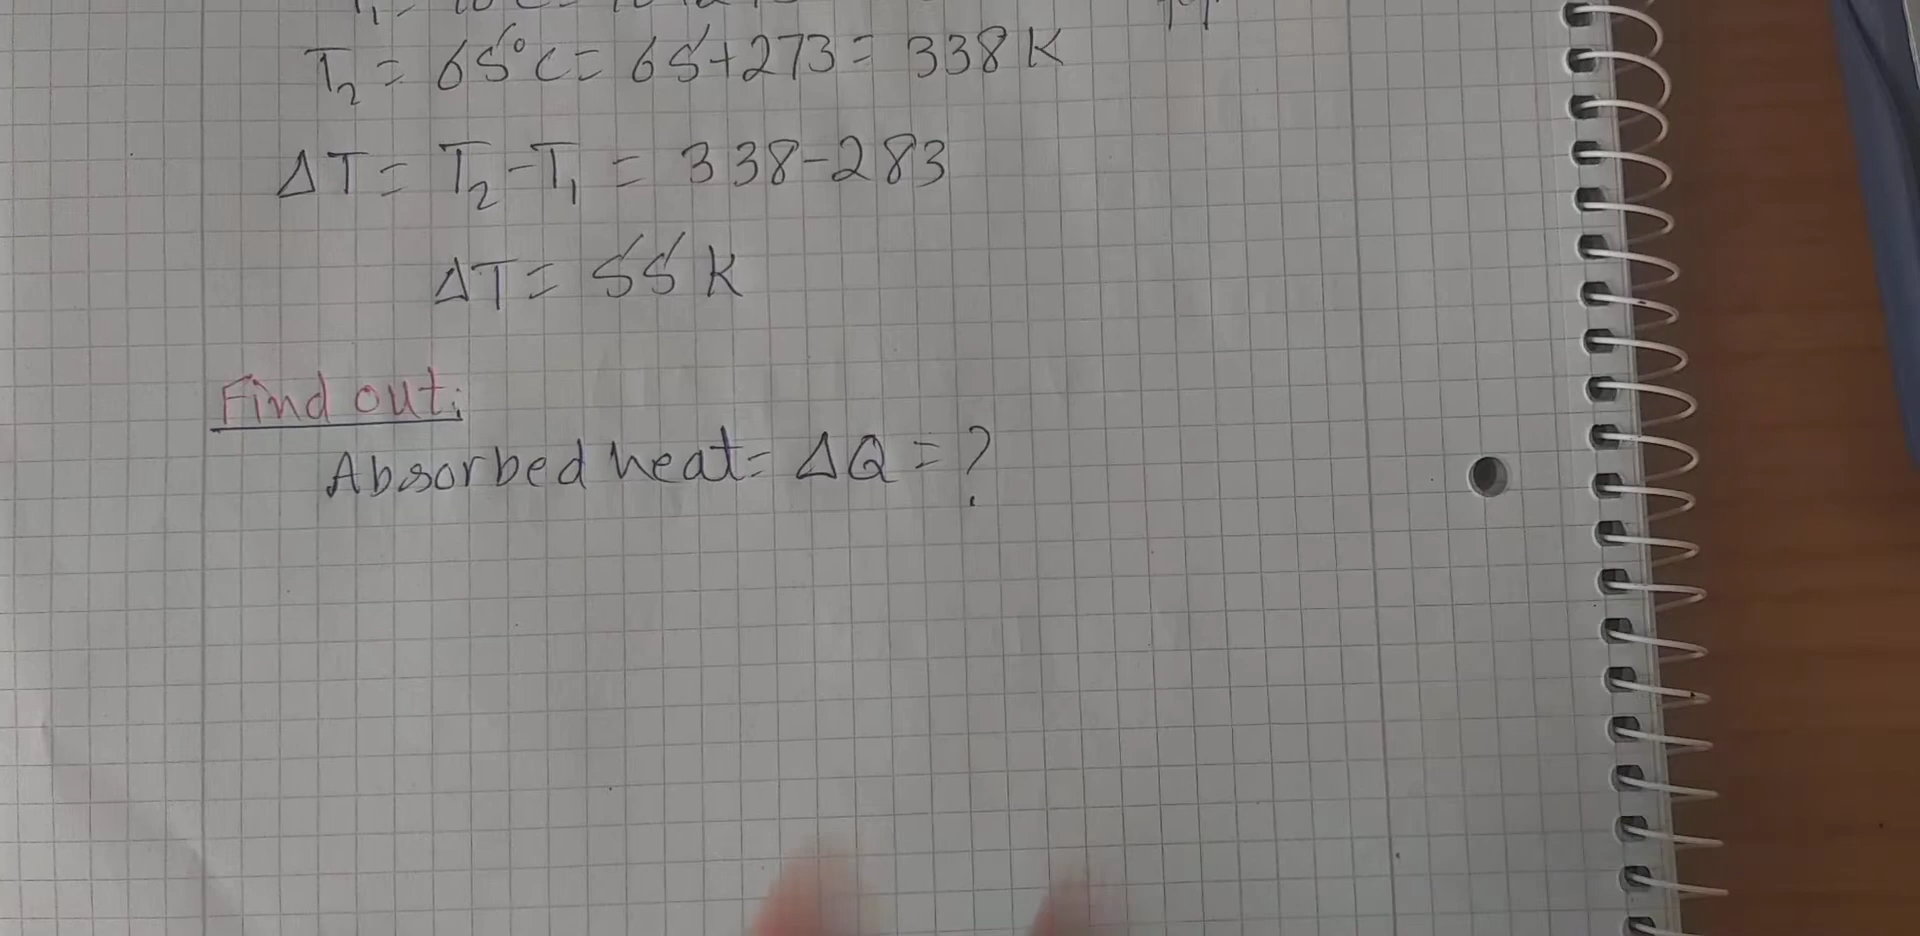 T₂ = 65°C = 65+273 = 338 K
ΔT = T₂-T₁ = 338-283
ΔT = 55 K
Find out:
Absorbed heat = ΔQ = ?